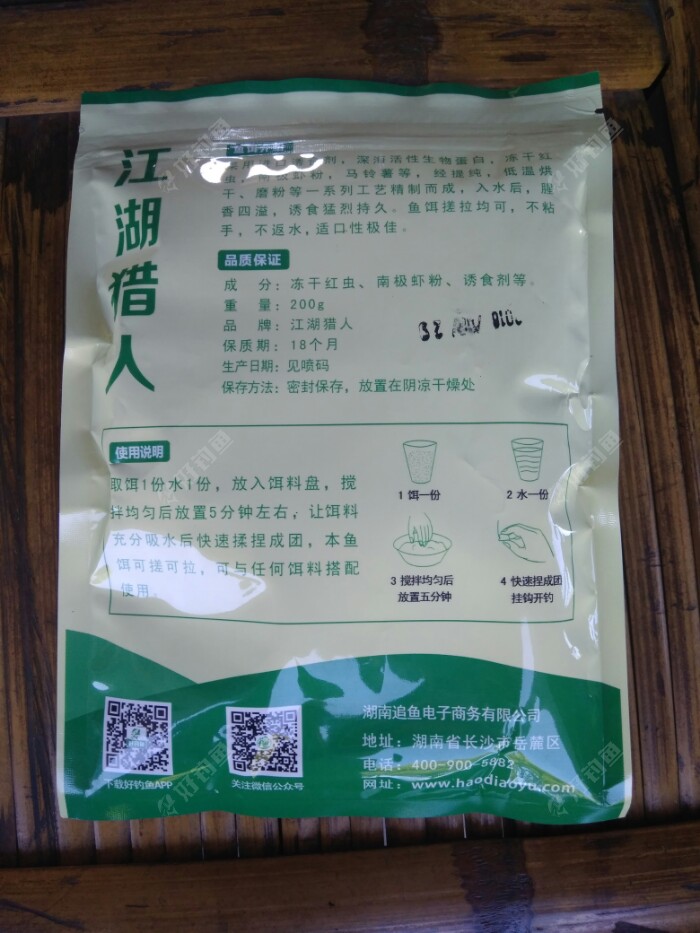 江湖猎人
剂，深海活性生物蛋白，冻干红
虾粉，马铃薯等，经提纯，低温烘
干、磨粉等一系列工艺精制而成，入水后，腥
香四溢，诱食猛烈持久。鱼饵搓拉均可，不粘
手，不返水，适口性极佳。
品质保证
成 分：冻干红虫、南极虾粉、诱食剂等。
重 量：200g
品 牌：江湖猎人
保质期：18个月
生产日期：见喷码
保存方法：密封保存，放置在阴凉干燥处
使用说明
取饵1份水1份，放入饵料盘，搅
拌均匀后放置5分钟左右，让饵料
充分吸水后快速揉捏成团，本鱼
饵可搓可拉，可与任何饵料搭配
使用。
1 饵一份
2 水一份
3 搅拌均匀后
放置五分钟
4 快速捏成团
挂钩开钓
下载好钓鱼APP
关注微信公众号
湖南追鱼电子商务有限公司
地址：湖南省长沙市岳麓区
电话：400-900-5882
网址：www.haodiaoyu.com
好钓鱼